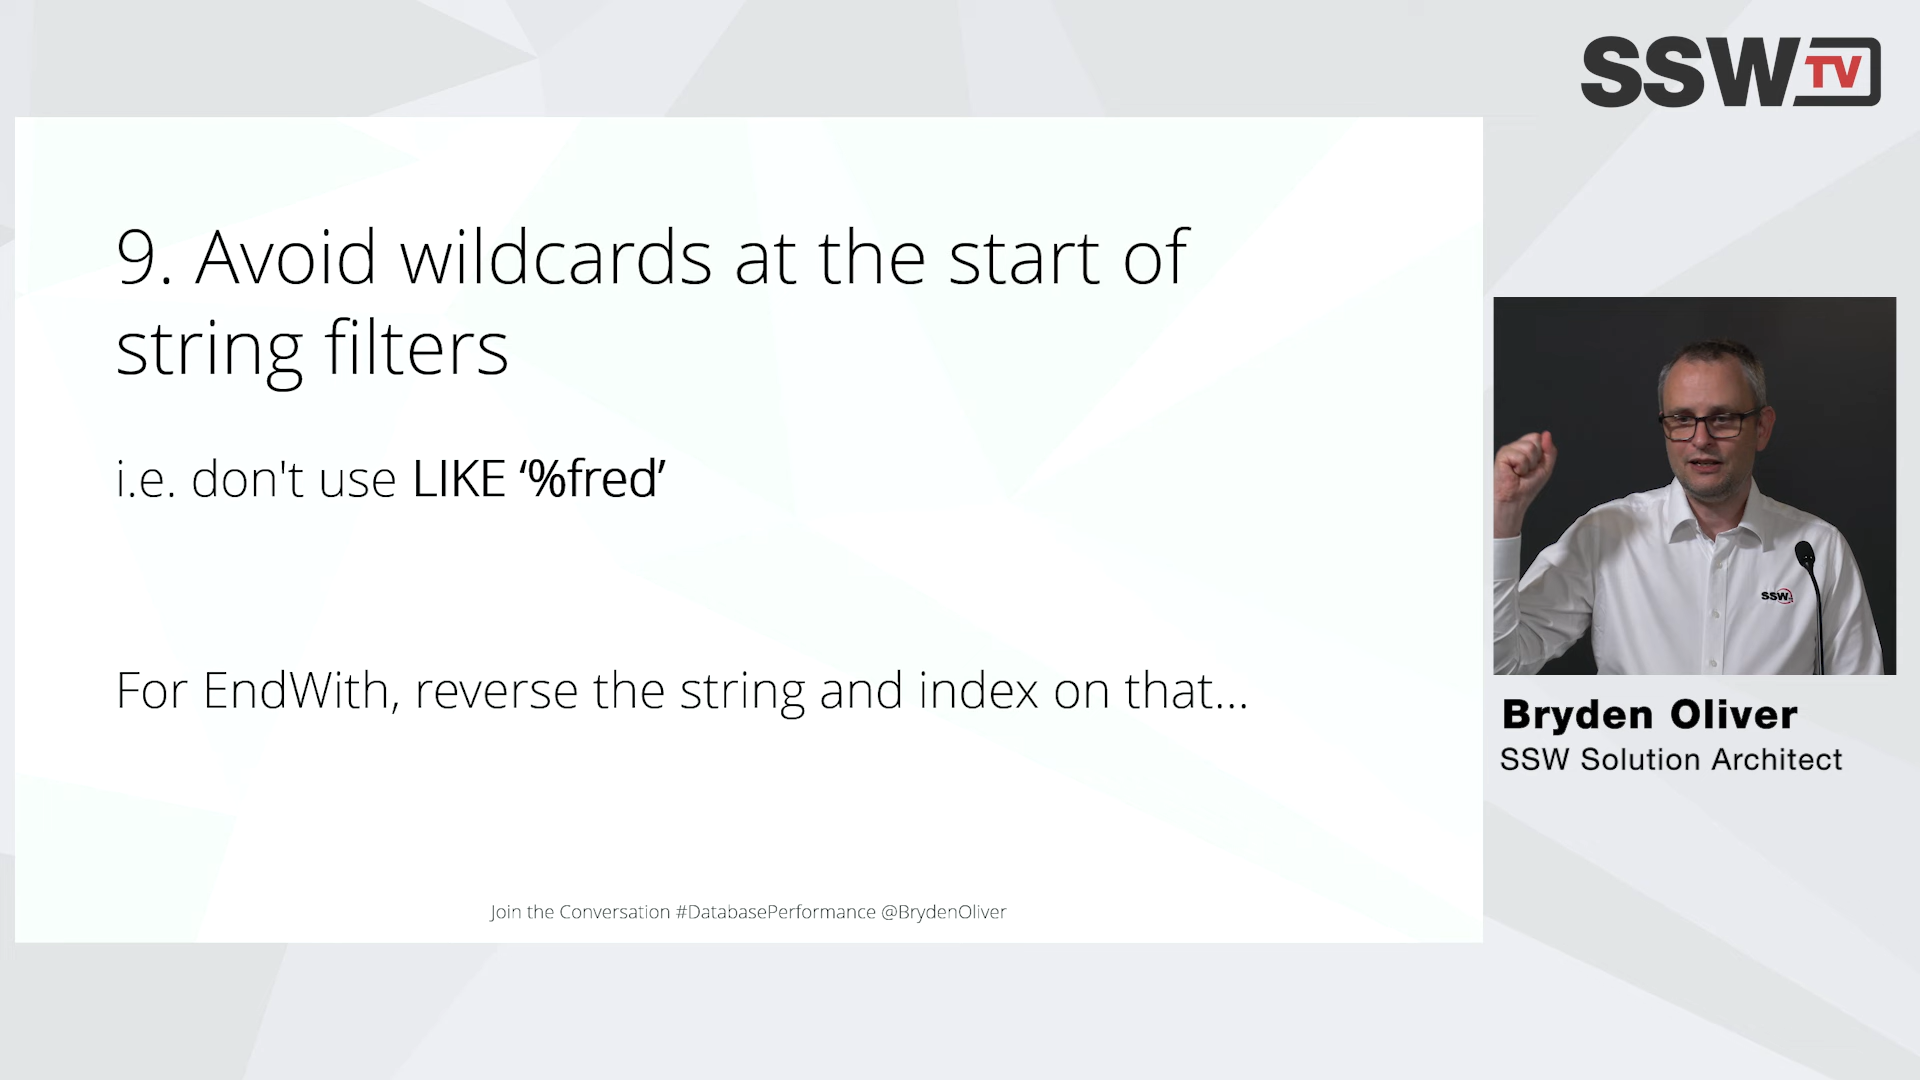 SSW TV
9. Avoid wildcards at the start of
string filters
i.e. don't use LIKE ‘%fred’
For EndWith, reverse the string and index on that...
Join the Conversation #DatabasePerformance @BrydenOliver
SSW
Bryden Oliver
SSW Solution Architect